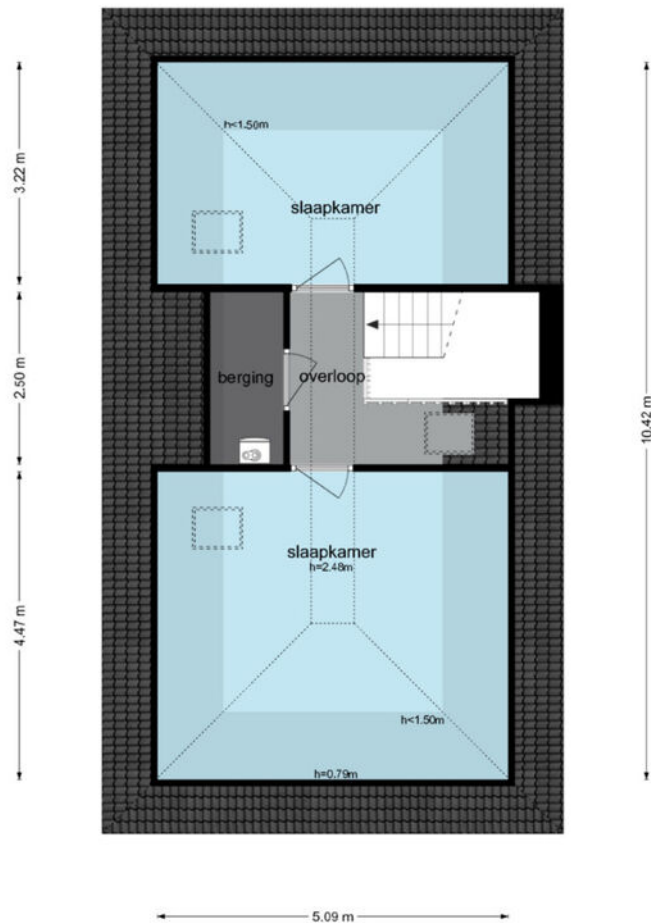 h<1.50m
3.22 m
slaapkamer
2.50 m
berging
overloop
10.42 m
4.47 m
slaapkamer
h=2.48m
h<1.50m
h=0.79m
5.09 m